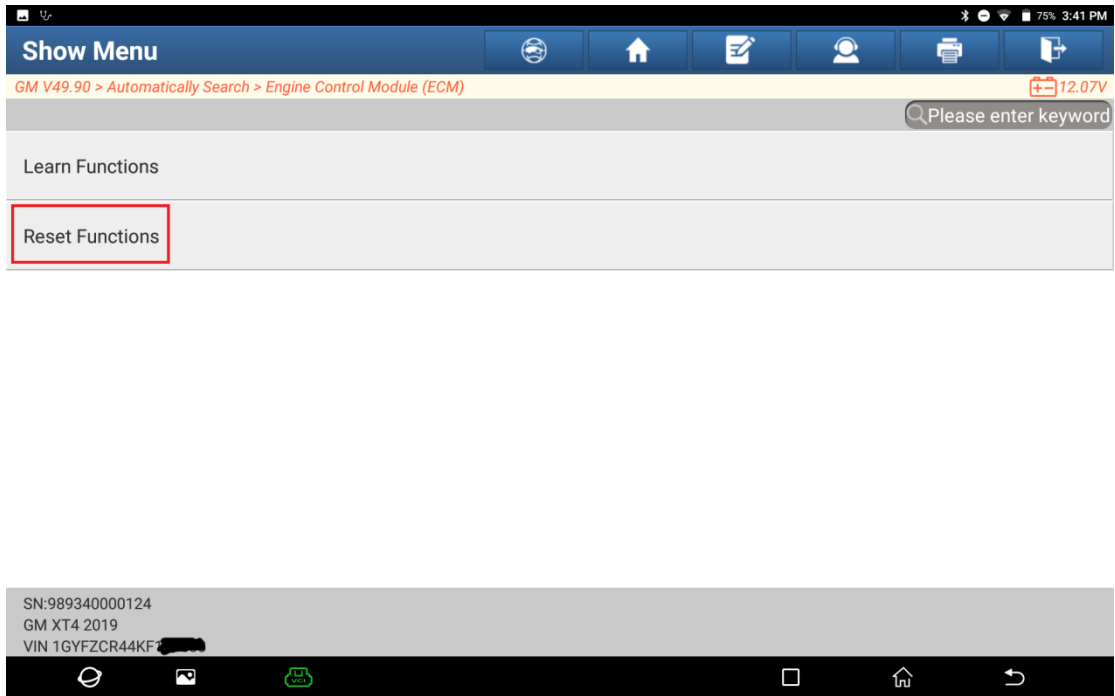 75% 3:41 PM
Show Menu
GM V49.90 > Automatically Search > Engine Control Module (ECM)
12.07V
Please enter keyword
Learn Functions
Reset Functions
SN:989340000124
GM XT4 2019
VIN 1GYFZCR44KF
VCI